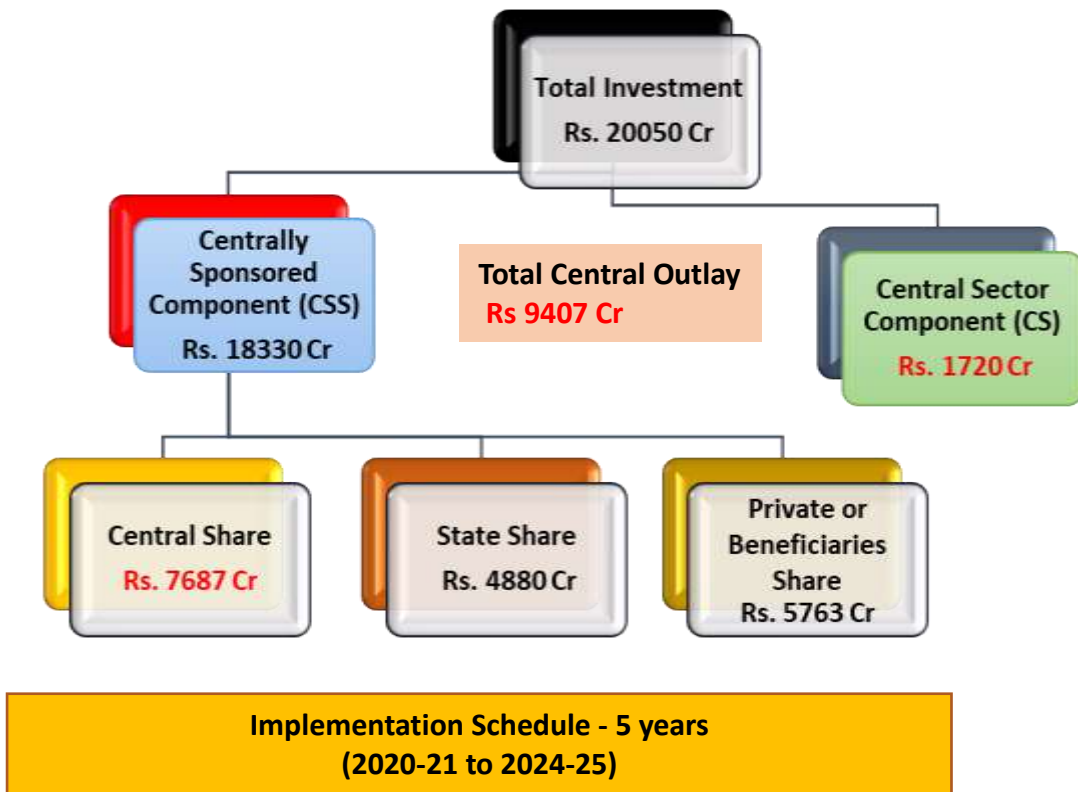 Total Investment
Rs. 20050 Cr
Centrally
Sponsored
Component (CSS)
Rs. 18330 Cr
Total Central Outlay
Rs 9407 Cr
Central Sector
Component (CS)
Rs. 1720 Cr
Central Share
Rs. 7687 Cr
State Share
Rs. 4880 Cr
Private or
Beneficiaries
Share
Rs. 5763 Cr
Implementation Schedule - 5 years
(2020-21 to 2024-25)